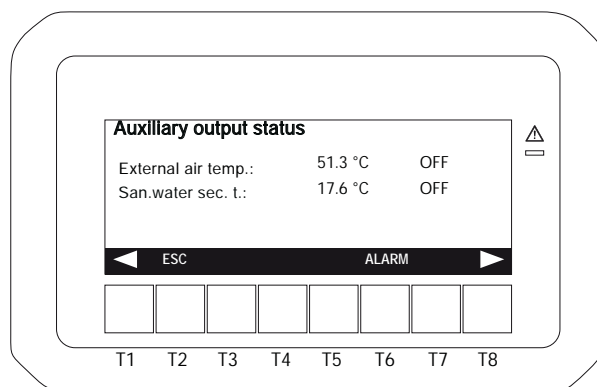 Auxiliary output status
External air temp.: 51.3 °C OFF
San.water sec. t.: 17.6 °C OFF
ESC ALARM
T1 T2 T3 T4 T5 T6 T7 T8